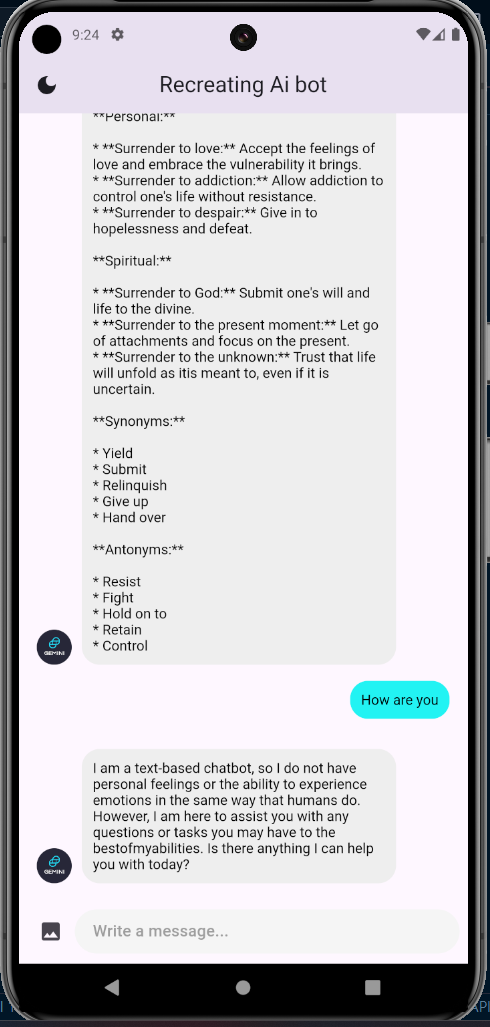 9:24
Recreating Ai bot
**Personal:**
* **Surrender to love:** Accept the feelings of
love and embrace the vulnerability it brings.
* **Surrender to addiction:** Allow addiction to
control one's life without resistance.
* **Surrender to despair:** Give in to
hopelessness and defeat.
**Spiritual:**
* **Surrender to God:** Submit one's will and
life to the divine.
* **Surrender to the present moment:** Let go
of attachments and focus on the present.
* **Surrender to the unknown:** Trust that life
will unfold as itis meant to, even if it is
uncertain.
**Synonyms:**
* Yield
* Submit
* Relinquish
* Give up
* Hand over
**Antonyms:**
* Resist
* Fight
* Hold on to
* Retain
* Control
GEMINI
How are you
I am a text-based chatbot, so I do not have
personal feelings or the ability to experience
emotions in the same way that humans do.
However, I am here to assist you with any
questions or tasks you may have to the
bestofmyabilities. Is there anything I can help
you with today?
GEMINI
Write a message...